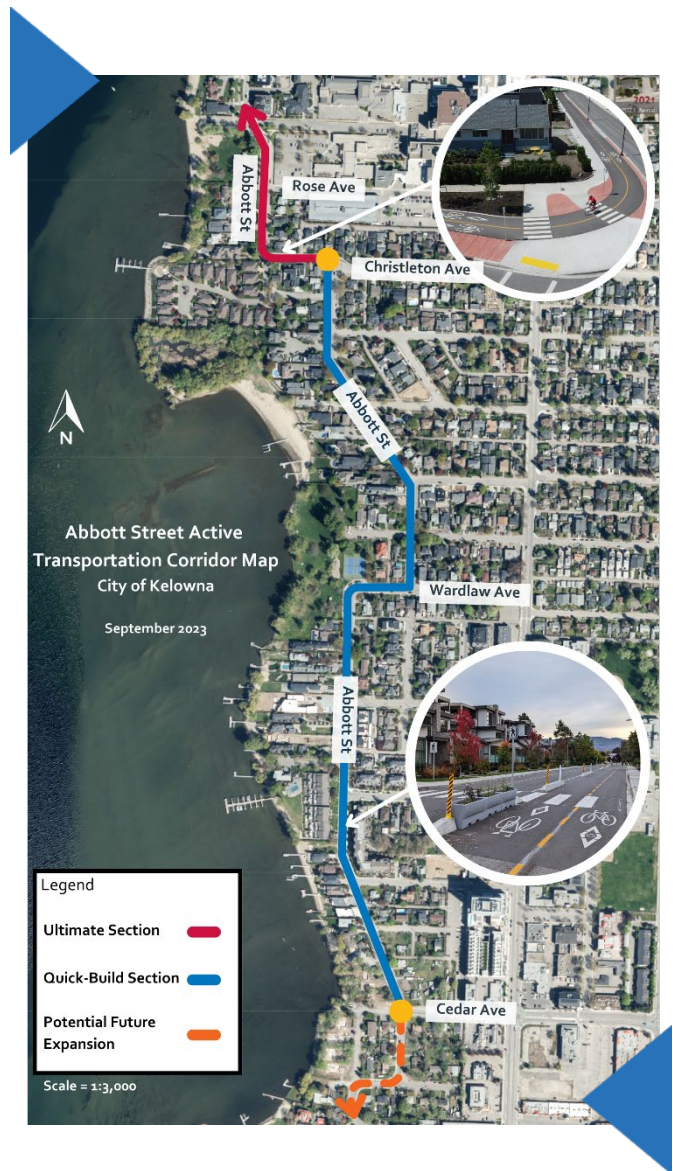 2021
Abbott St
Rose Ave
Christleton Ave
Abbott St
N
Abbott Street Active
Transportation Corridor Map
City of Kelowna
September 2023
Wardlaw Ave
Abbott St
Legend
Ultimate Section
Quick-Build Section
Potential Future
Expansion
Cedar Ave
Scale = 1:3,000